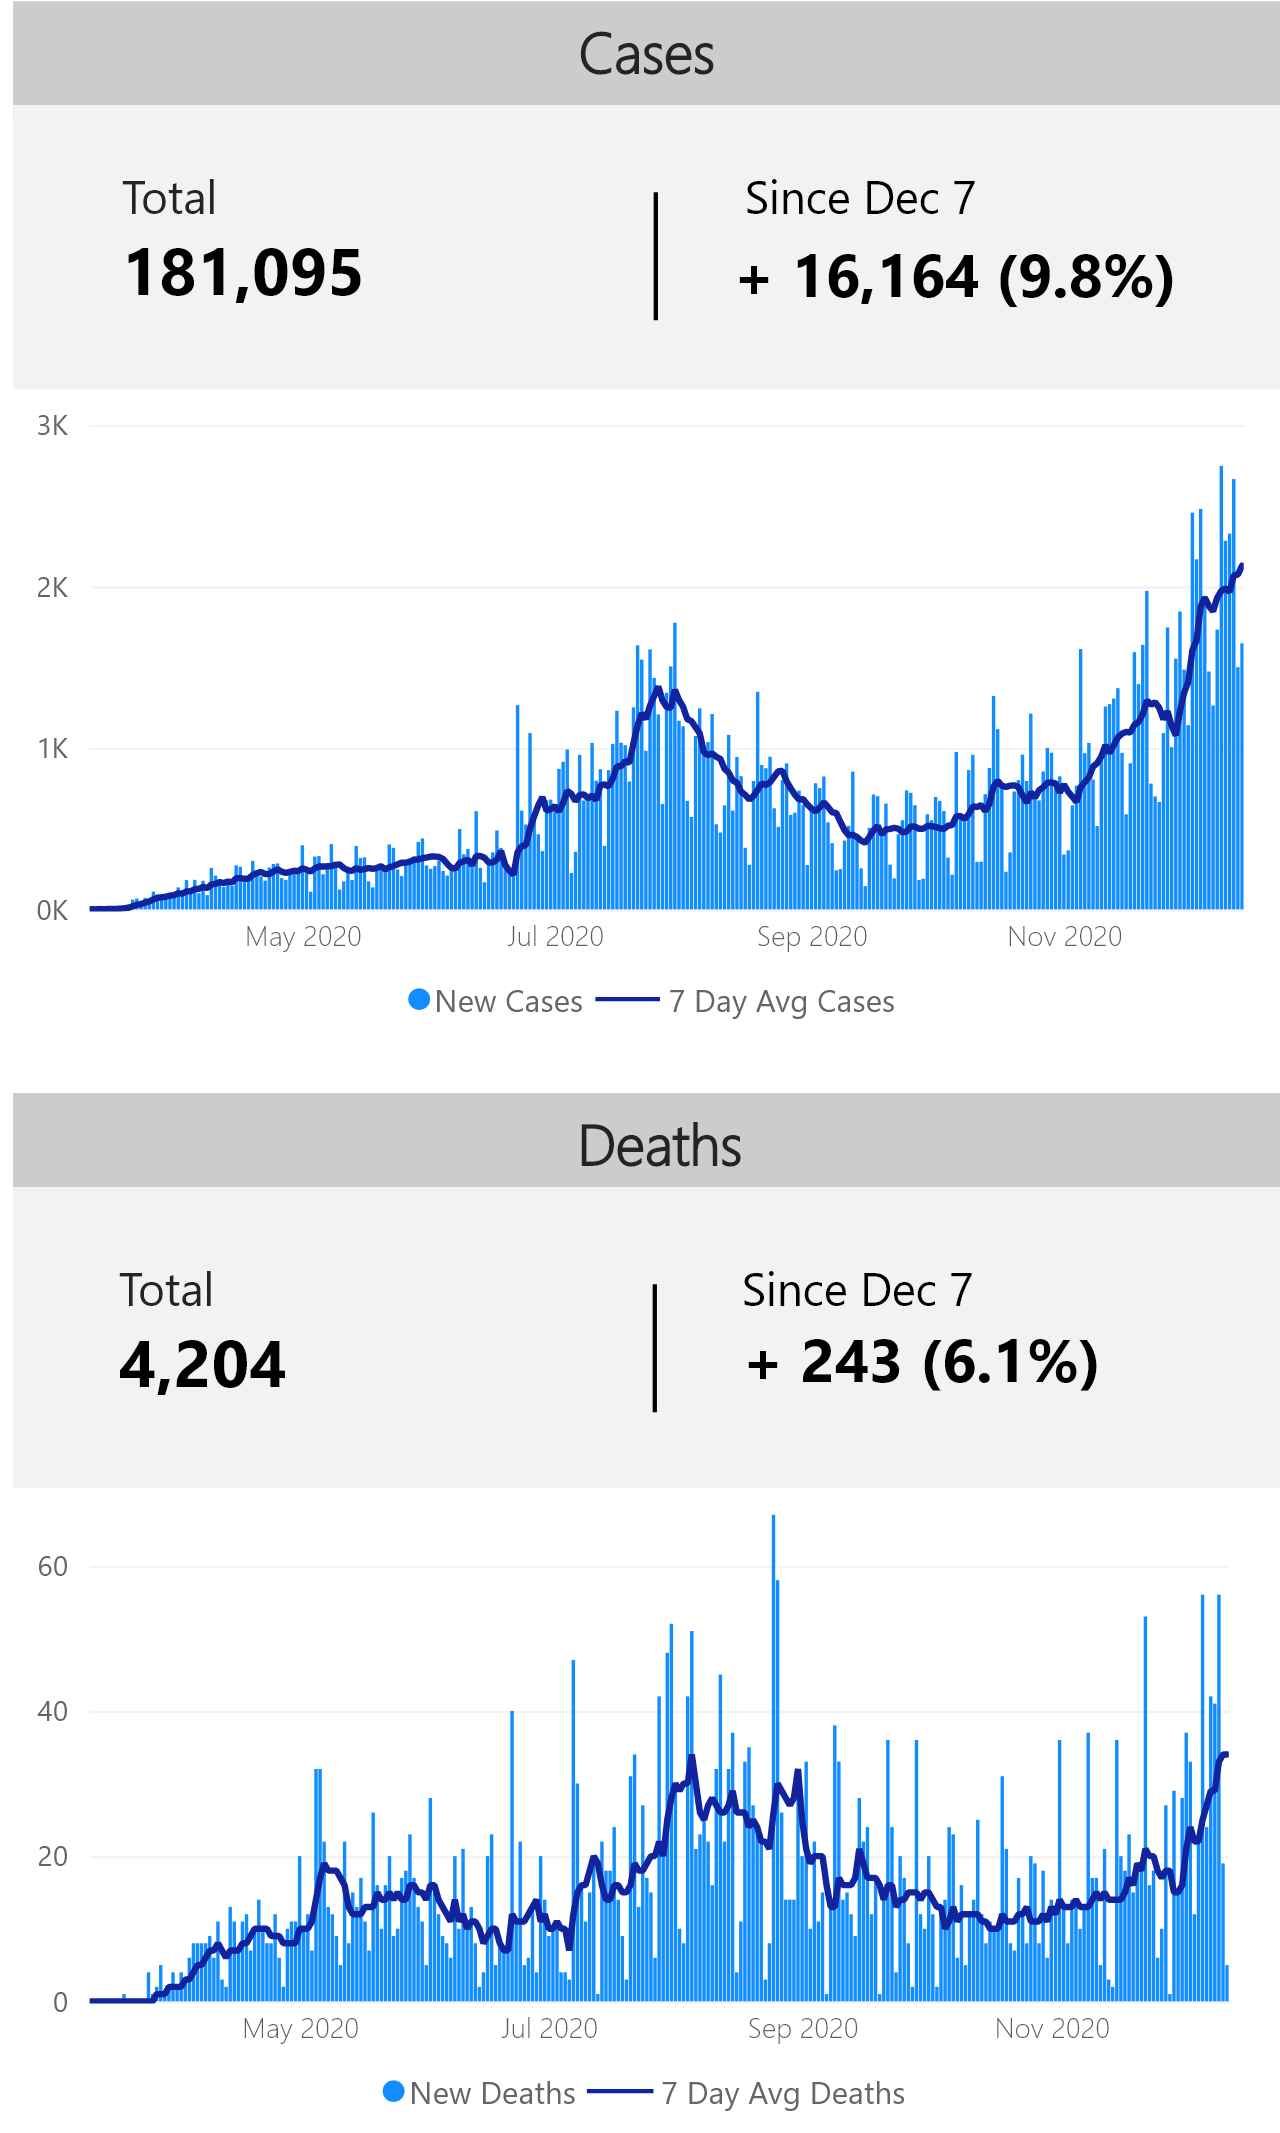 Cases
Total
Since Dec 7
181,095
+ 16,164 (9.8%)
3K
2K
1K
0K
May 2020
Jul 2020
Sep 2020
Nov 2020
New Cases
7 Day Avg Cases
Deaths
Total
Since Dec 7
4,204
+ 243 (6.1%)
60
40
20
0
May 2020
Jul 2020
Sep 2020
Nov 2020
New Deaths
7 Day Avg Deaths